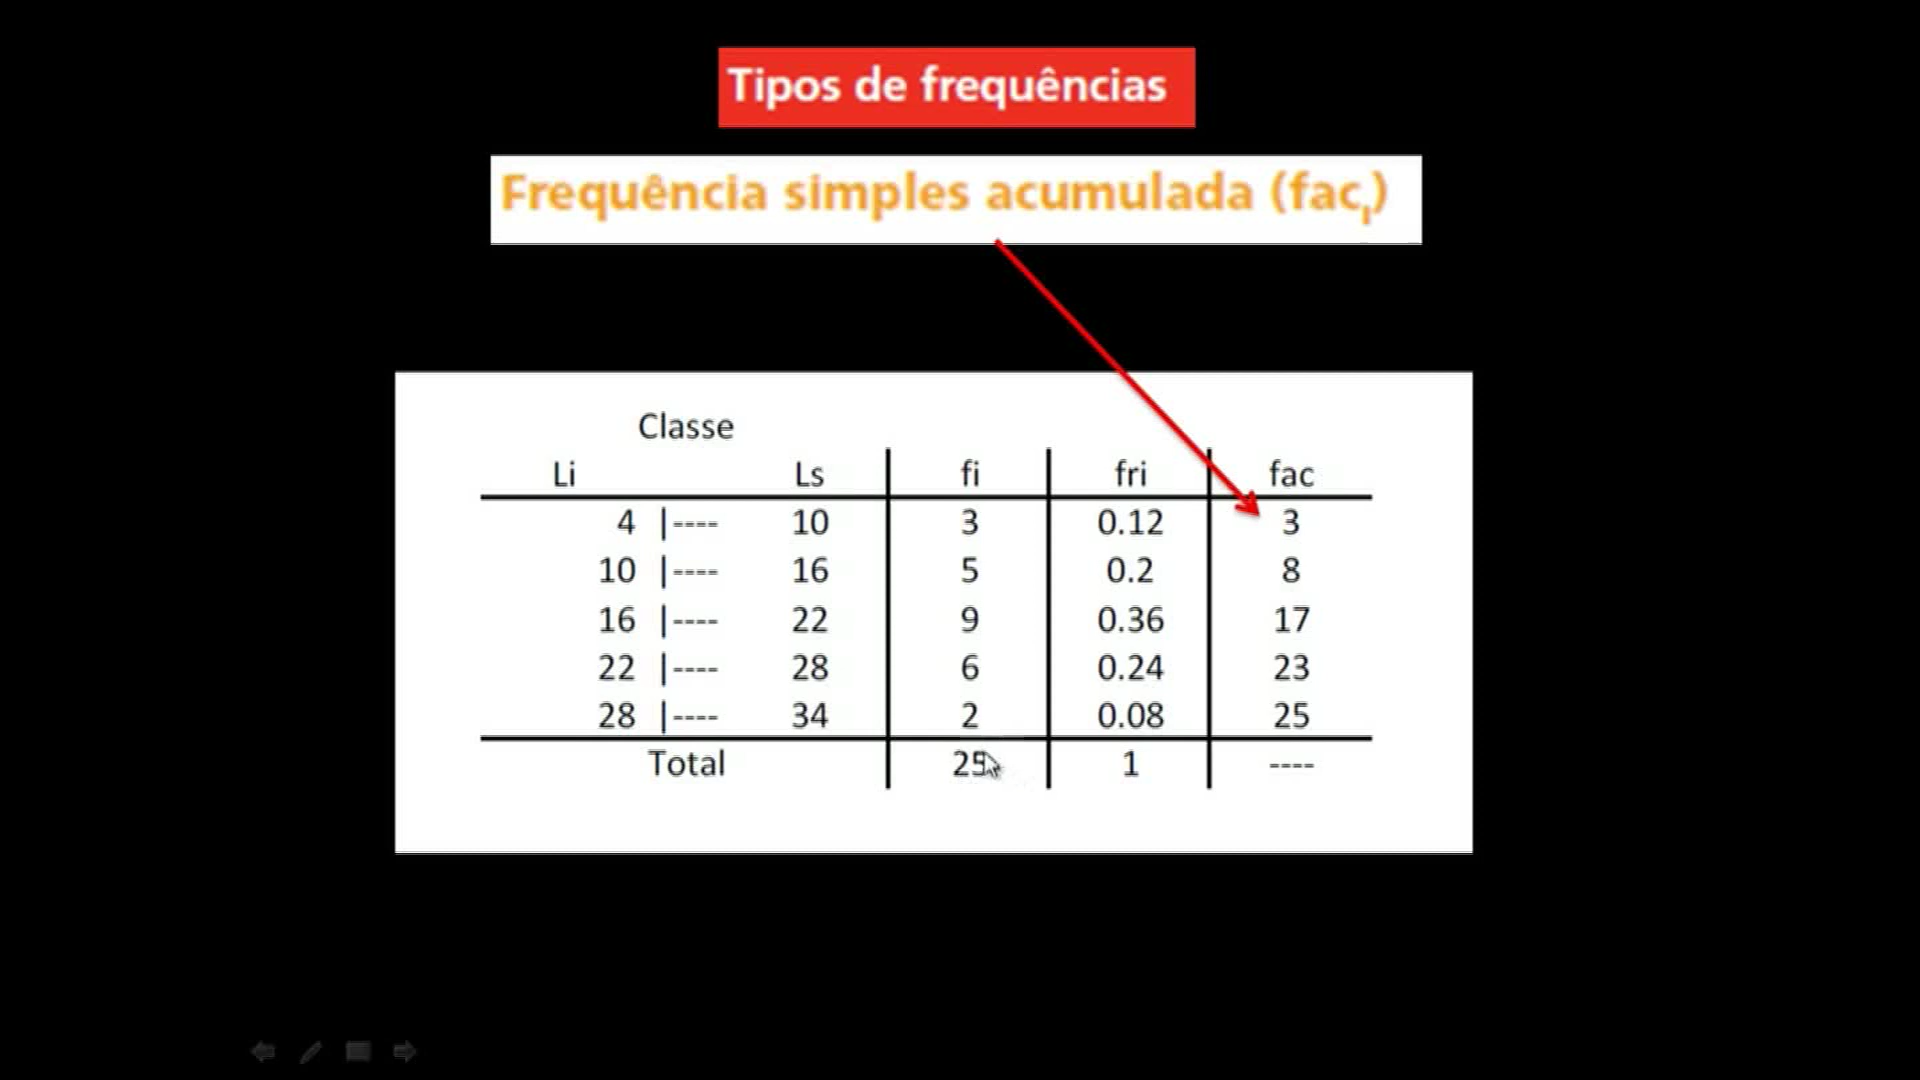 Tipos de frequências
Frequência simples acumulada (fac_i)
Classe
Li Ls fi fri fac
4 |---- 10 3 0.12 3
10 |---- 16 5 0.2 8
16 |---- 22 9 0.36 17
22 |---- 28 6 0.24 23
28 |---- 34 2 0.08 25
Total 25 1 ----